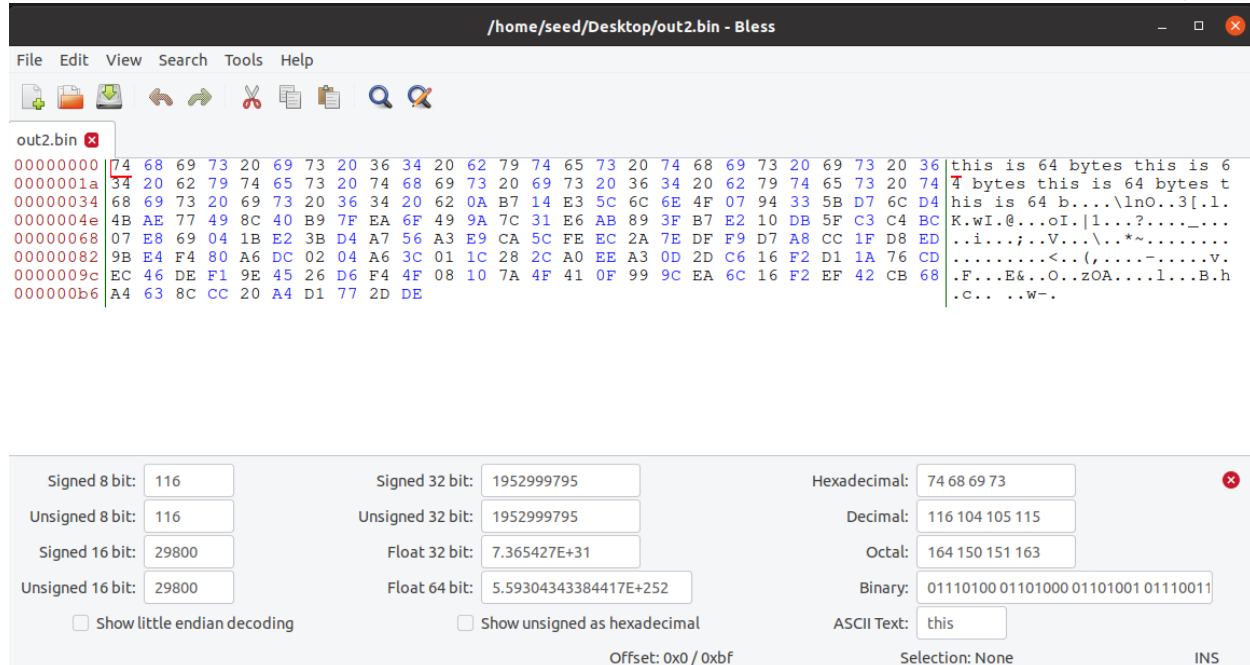 /home/seed/Desktop/out2.bin - Bless
File Edit View Search Tools Help
out2.bin
00000000 74 68 69 73 20 69 73 20 36 34 20 62 79 74 65 73 20 74 68 69 73 20 69 73 20 36 this is 64 bytes this is 6
0000001a 34 20 62 79 74 65 73 20 74 68 69 73 20 69 73 20 36 34 20 62 79 74 65 73 20 74 4 bytes this is 64 bytes t
00000034 68 69 73 20 69 73 20 36 34 20 62 0A B7 14 E3 5C 6C 6E 4F 07 94 33 5B D7 6C D4 his is 64 b....\lnO..3[.l.
0000004e 4B AE 77 49 8C 40 B9 7F EA 6F 49 9A 7C 31 E6 AB 89 3F B7 E2 10 DB 5F C3 C4 BC K.wI.@...oI.|1...?...._...
00000068 07 E8 69 04 1B E2 3B D4 A7 56 A3 E9 CA 5C FE EC 2A 7E DF F9 D7 A8 CC 1F D8 ED ..i...;..V...\..*~........
00000082 9B E4 F4 80 A6 DC 02 04 A6 3C 01 1C 28 2C A0 EE A3 0D 2D C6 16 F2 D1 1A 76 CD .........<..(,....-.....v.
0000009c EC 46 DE F1 9E 45 26 D6 F4 4F 08 10 7A 4F 41 0F 99 9C EA 6C 16 F2 EF 42 CB 68 .F...E&..O..zOA....l...B.h
000000b6 A4 63 8C CC 20 A4 D1 77 2D DE .c.. ..w-.
Signed 8 bit: 116 Signed 32 bit: 1952999795 Hexadecimal: 74 68 69 73
Unsigned 8 bit: 116 Unsigned 32 bit: 1952999795 Decimal: 116 104 105 115
Signed 16 bit: 29800 Float 32 bit: 7.365427E+31 Octal: 164 150 151 163
Unsigned 16 bit: 29800 Float 64 bit: 5.59304343384417E+252 Binary: 01110100 01101000 01101001 01110011
Show little endian decoding Show unsigned as hexadecimal ASCII Text: this
Offset: 0x0 / 0xbf Selection: None INS